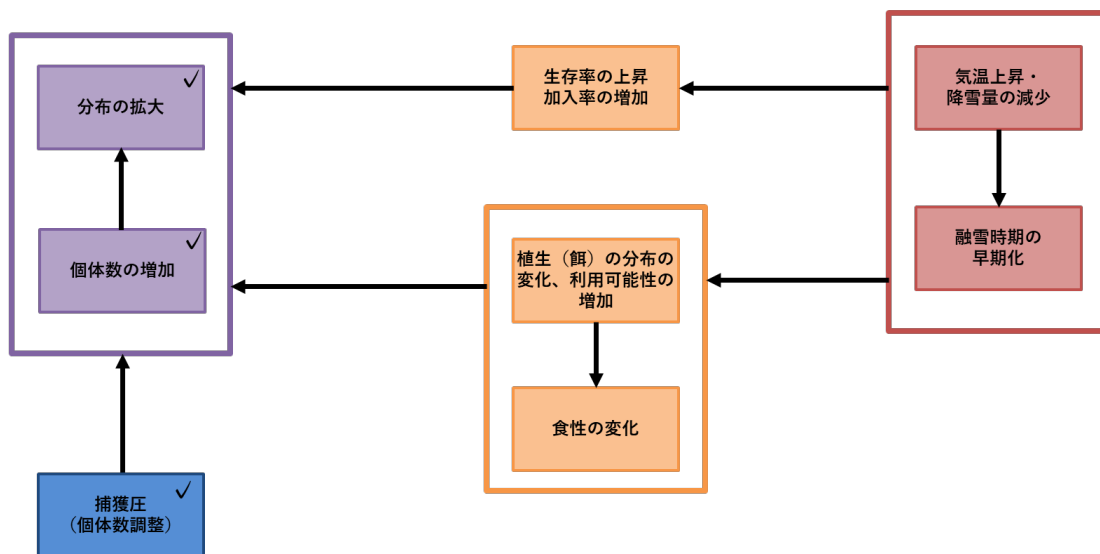 分布の拡大
個体数の増加
捕獲圧
(個体数調整)
生存率の上昇
加入率の増加
植生(餌)の分布の
変化、利用可能性の
増加
食性の変化
気温上昇・
降雪量の減少
融雪時期の
早期化